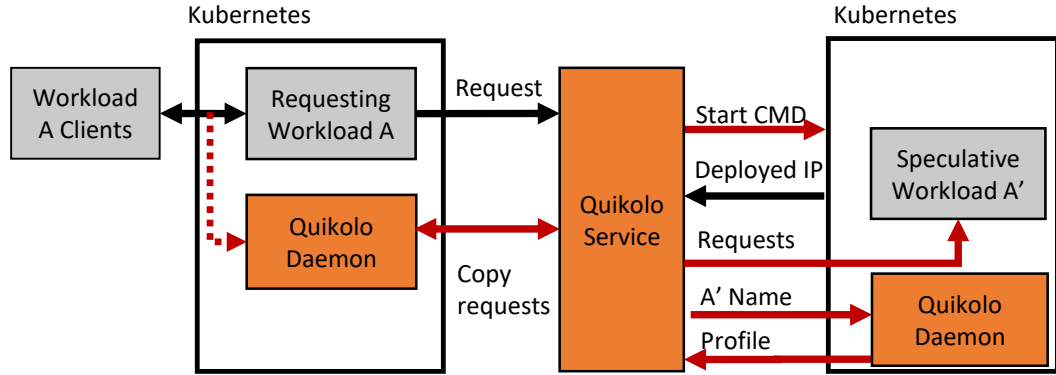 Kubernetes
Kubernetes
Workload
A Clients
Requesting
Workload A
Request
Quikolo
Daemon
Copy
requests
Quikolo
Service
Start CMD
Deployed IP
Requests
A’ Name
Profile
Speculative
Workload A’
Quikolo
Daemon